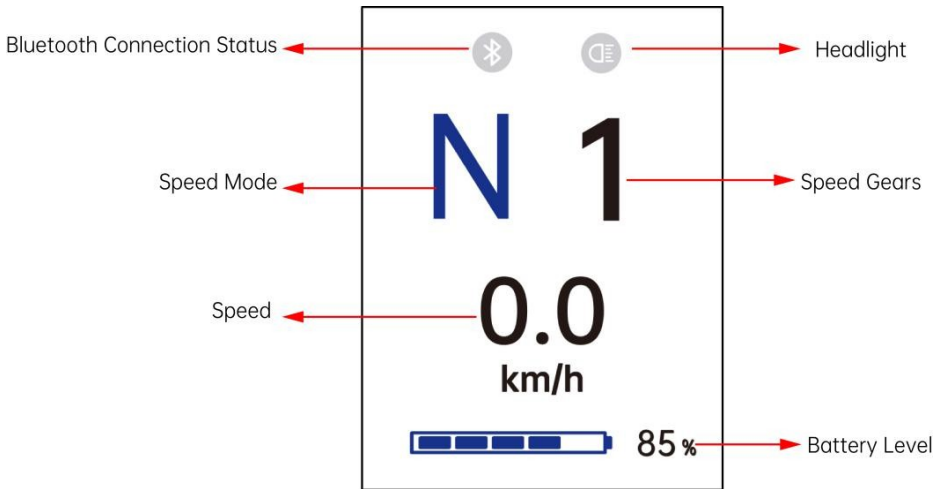 Bluetooth Connection Status
Headlight
N 1
Speed Mode
Speed Gears
Speed
0.0
km/h
85%
Battery Level